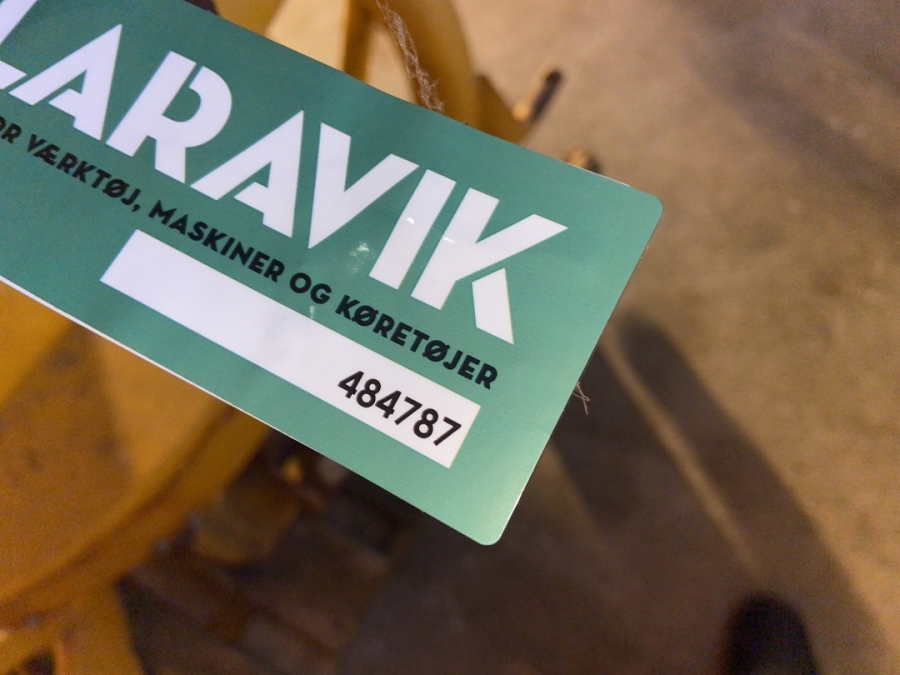 LARAVIK
VÆRKTØJ, MASKINER OG KØRETØJER
484787